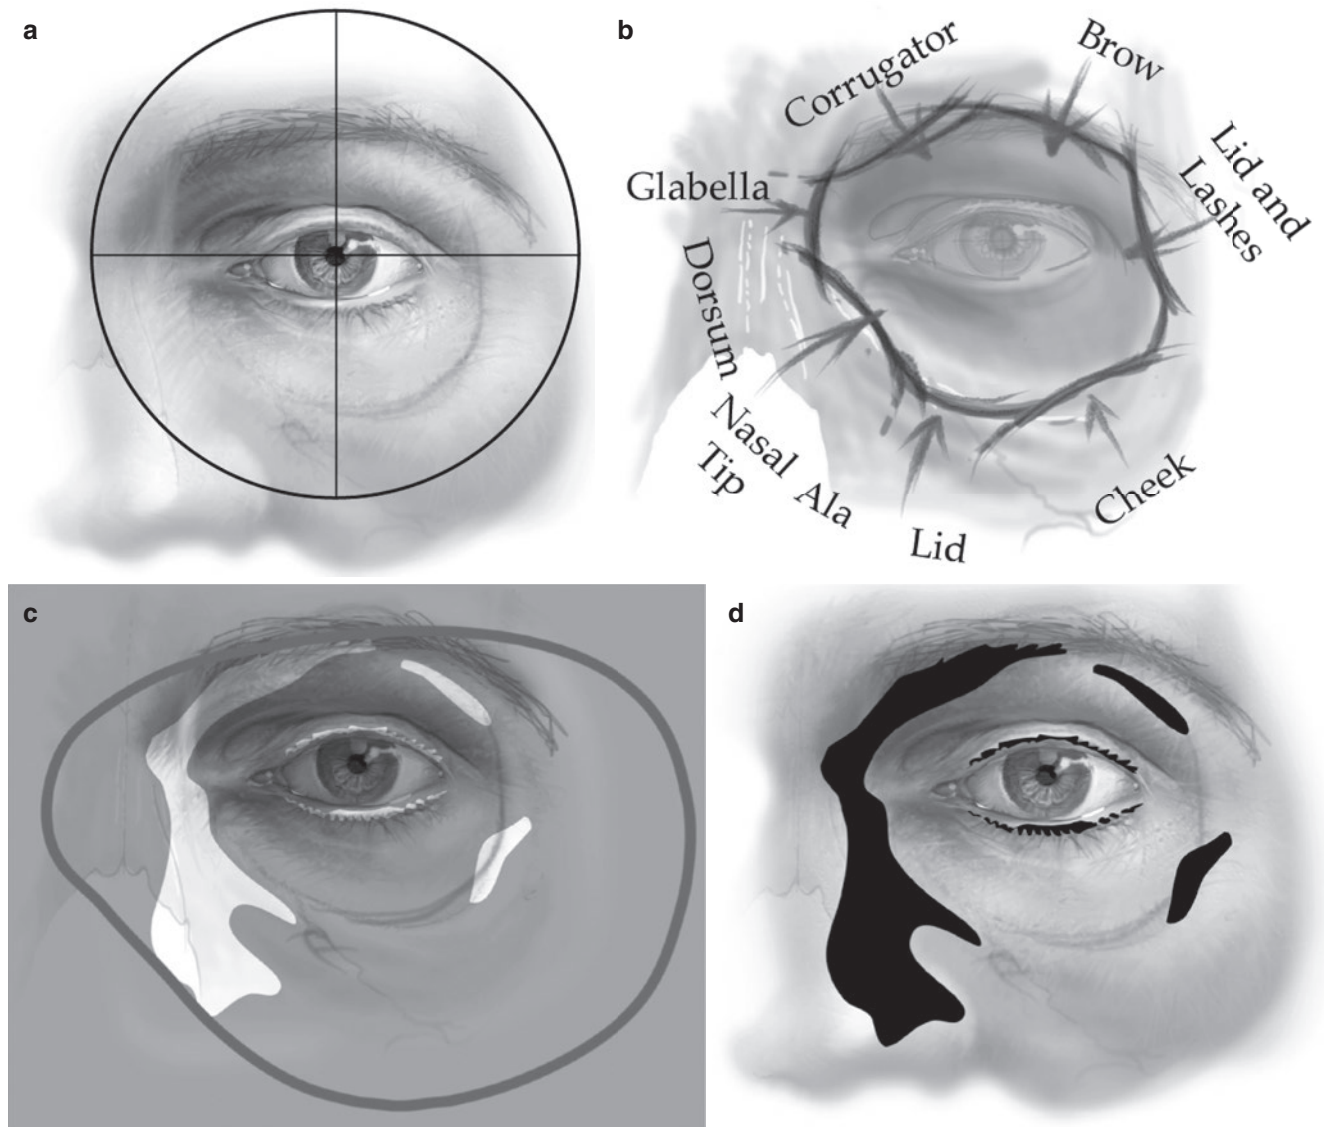 a
b
Corrugator
Brow
Glabella
Lid and
Lashes
Dorsum
Nasal
Tip
Ala
Lid
Cheek
c
d